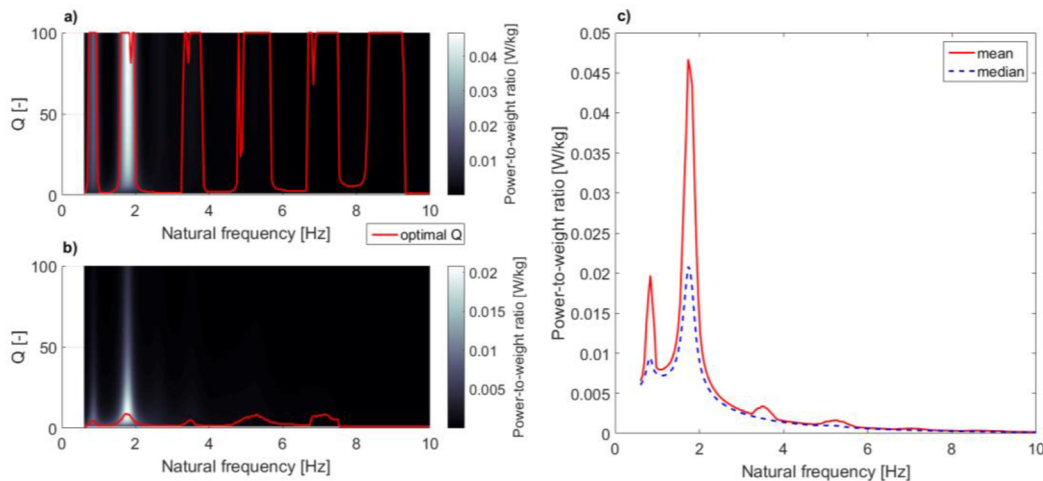 a)
100
50
0
Q [-]
0 2 4 6 8 10
Natural frequency [Hz]
0.04
0.03
0.02
0.01
Power-to-weight ratio [W/kg]
optimal Q
b)
100
50
0
Q [-]
0 2 4 6 8 10
Natural frequency [Hz]
0.02
0.015
0.01
0.005
Power-to-weight ratio [W/kg]
c)
0.05
0.045
0.04
0.035
0.03
0.025
0.02
0.015
0.01
0.005
0
Power-to-weight ratio [W/kg]
mean
median
0 2 4 6 8 10
Natural frequency [Hz]